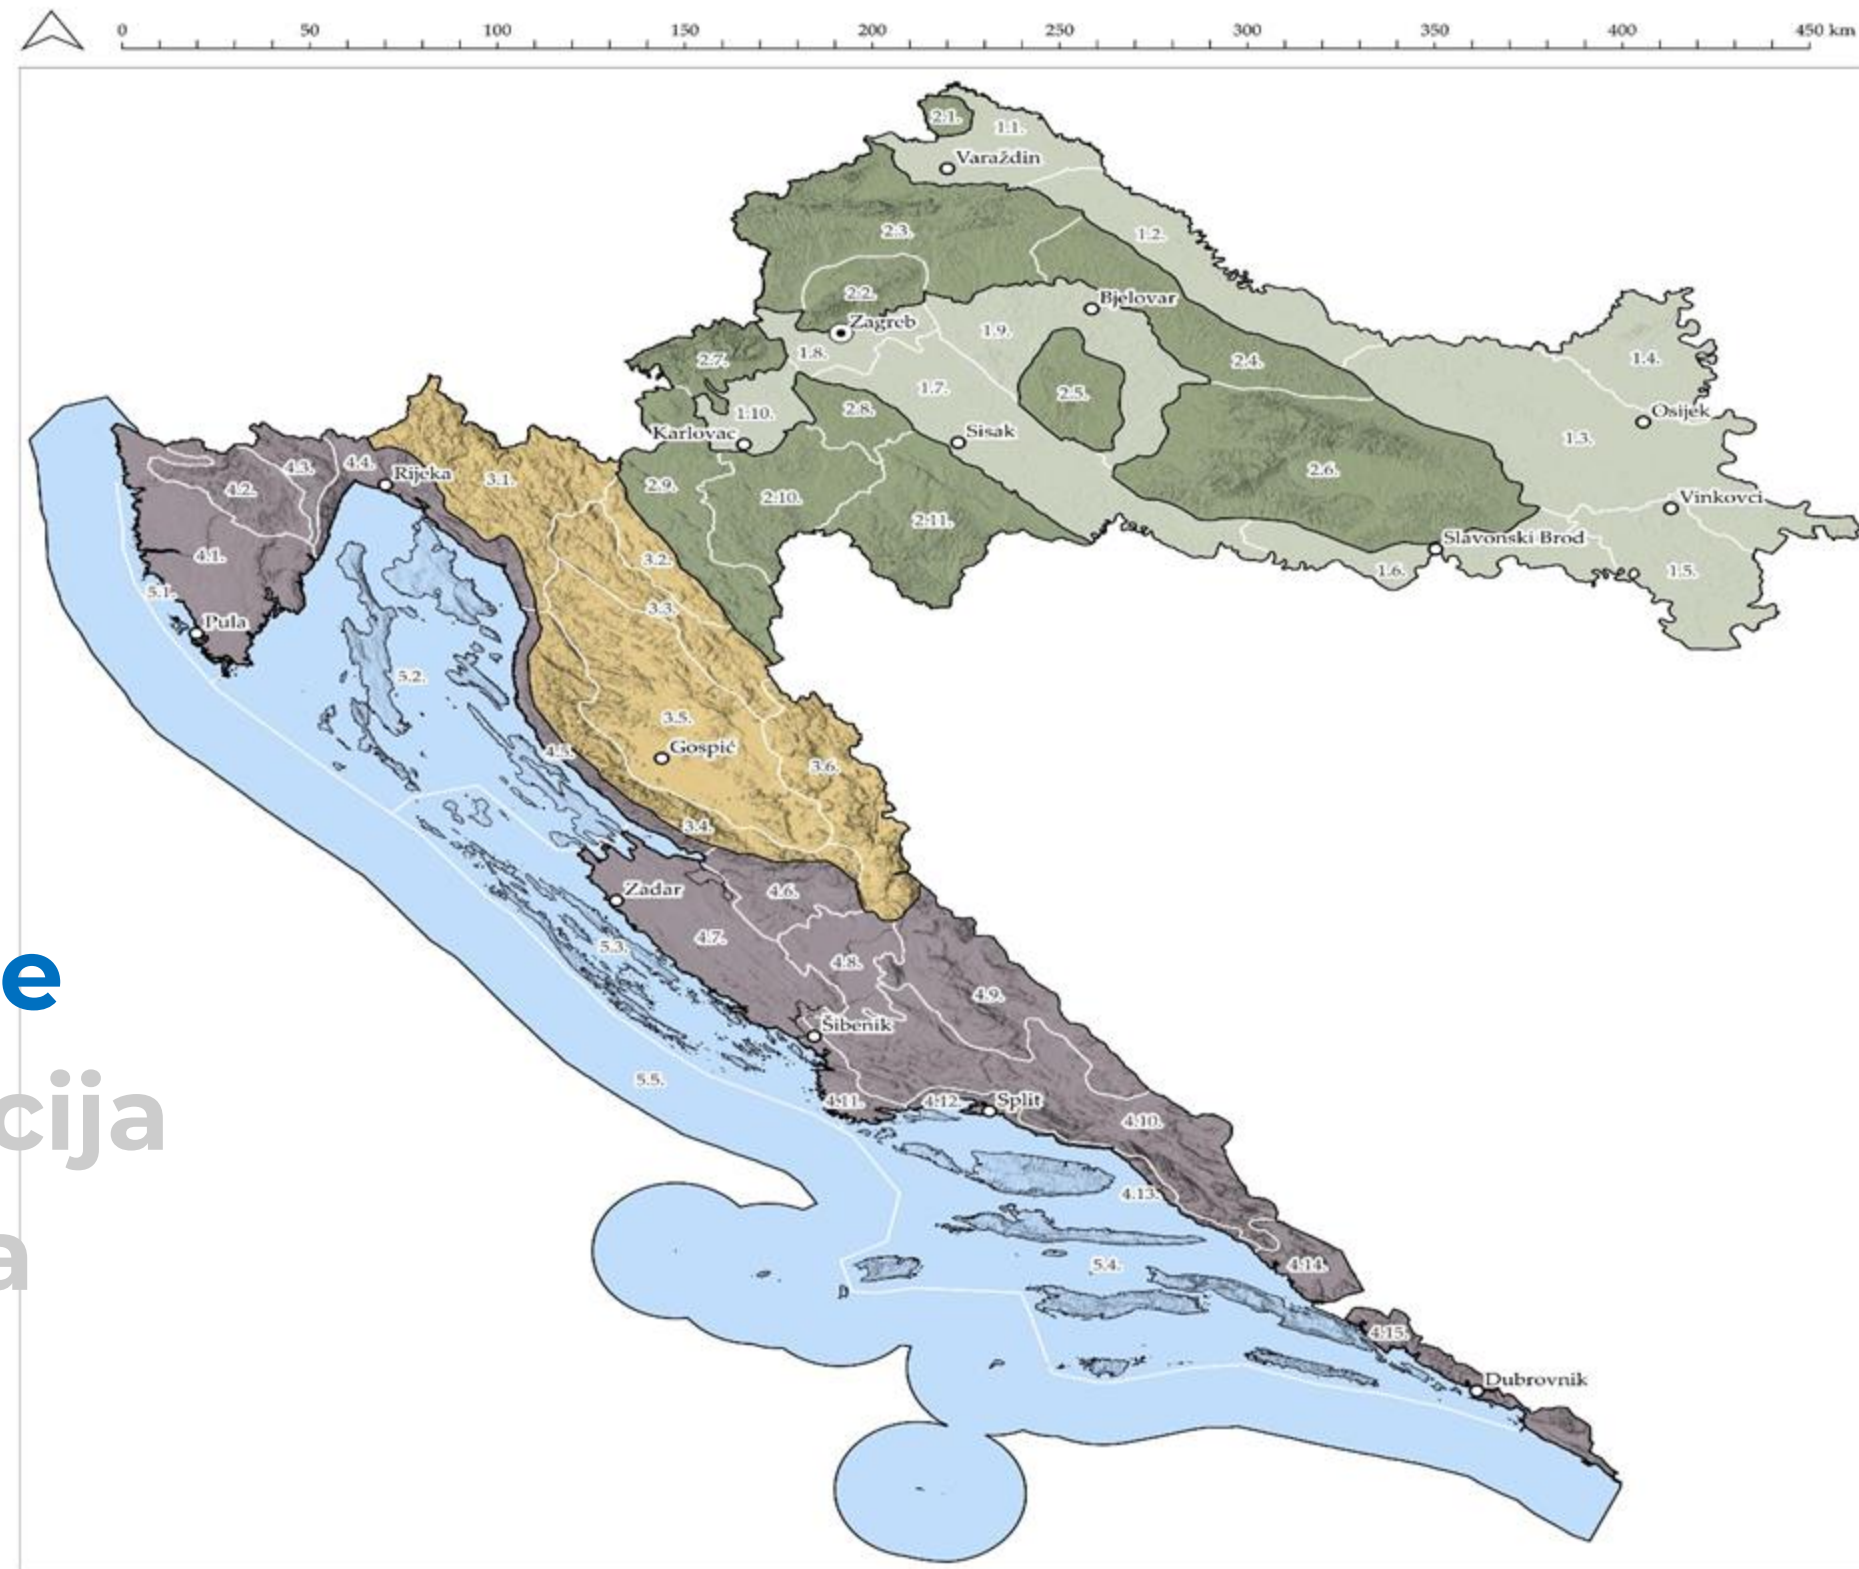 0 50 100 150 200 250 300 350 400 450 km
2.1.
1.1.
Varaždin
2.3.
1.2.
2.2.
Bjelovar
Zagreb
1.9.
1.8.
2.7.
2.4.
1.4.
1.7.
2.5.
1.10.
2.8.
Osijek
Karlovac
Sisak
1.3.
4.3.
4.4.
Rijeka
3.1.
2.6.
4.2.
2.9.
2.10.
Vinkovci
2.11.
Slavonski Brod
4.1.
3.2.
1.6.
1.5.
5.1.
3.3.
Pula
5.2.
3.5.
Gospić
4.5.
3.6.
3.4.
Zadar
4.6.
4.7.
5.3.
4.8.
e
4.9.
Šibenik
5.5.
cija
4.11.
4.12.
Split
4.10.
4.13.
a
5.4.
4.14.
4.15.
Dubrovnik